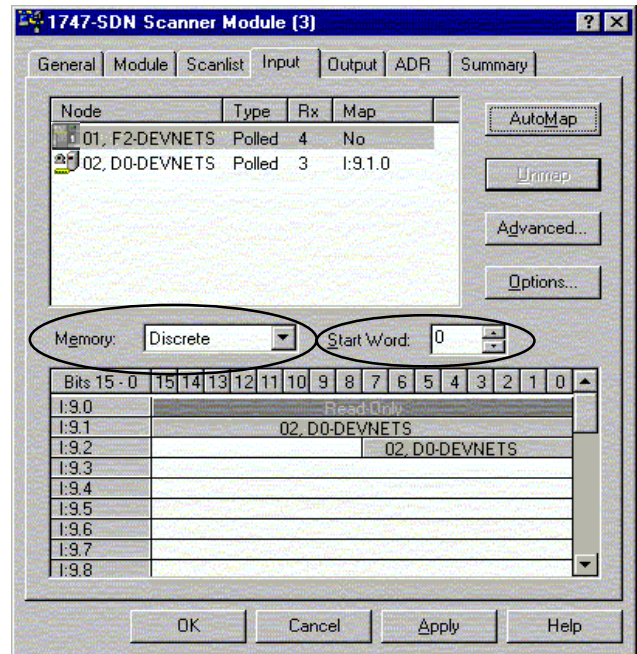 1747-SDN Scanner Module (3)
General Module Scanlist Input Output ADR Summary
Node Type Rx Map
01, F2-DEVNETS Polled 4 No
02, D0-DEVNETS Polled 3 I:9.1.0
AutoMap
Unmap
Advanced...
Options...
Memory: Discrete Start Word: 0
Bits 15 - 0 15 14 13 12 11 10 9 8 7 6 5 4 3 2 1 0
I:9.0 Read-Only
I:9.1 02, D0-DEVNETS
I:9.2 02, D0-DEVNETS
I:9.3
I:9.4
I:9.5
I:9.6
I:9.7
I:9.8
OK Cancel Apply Help